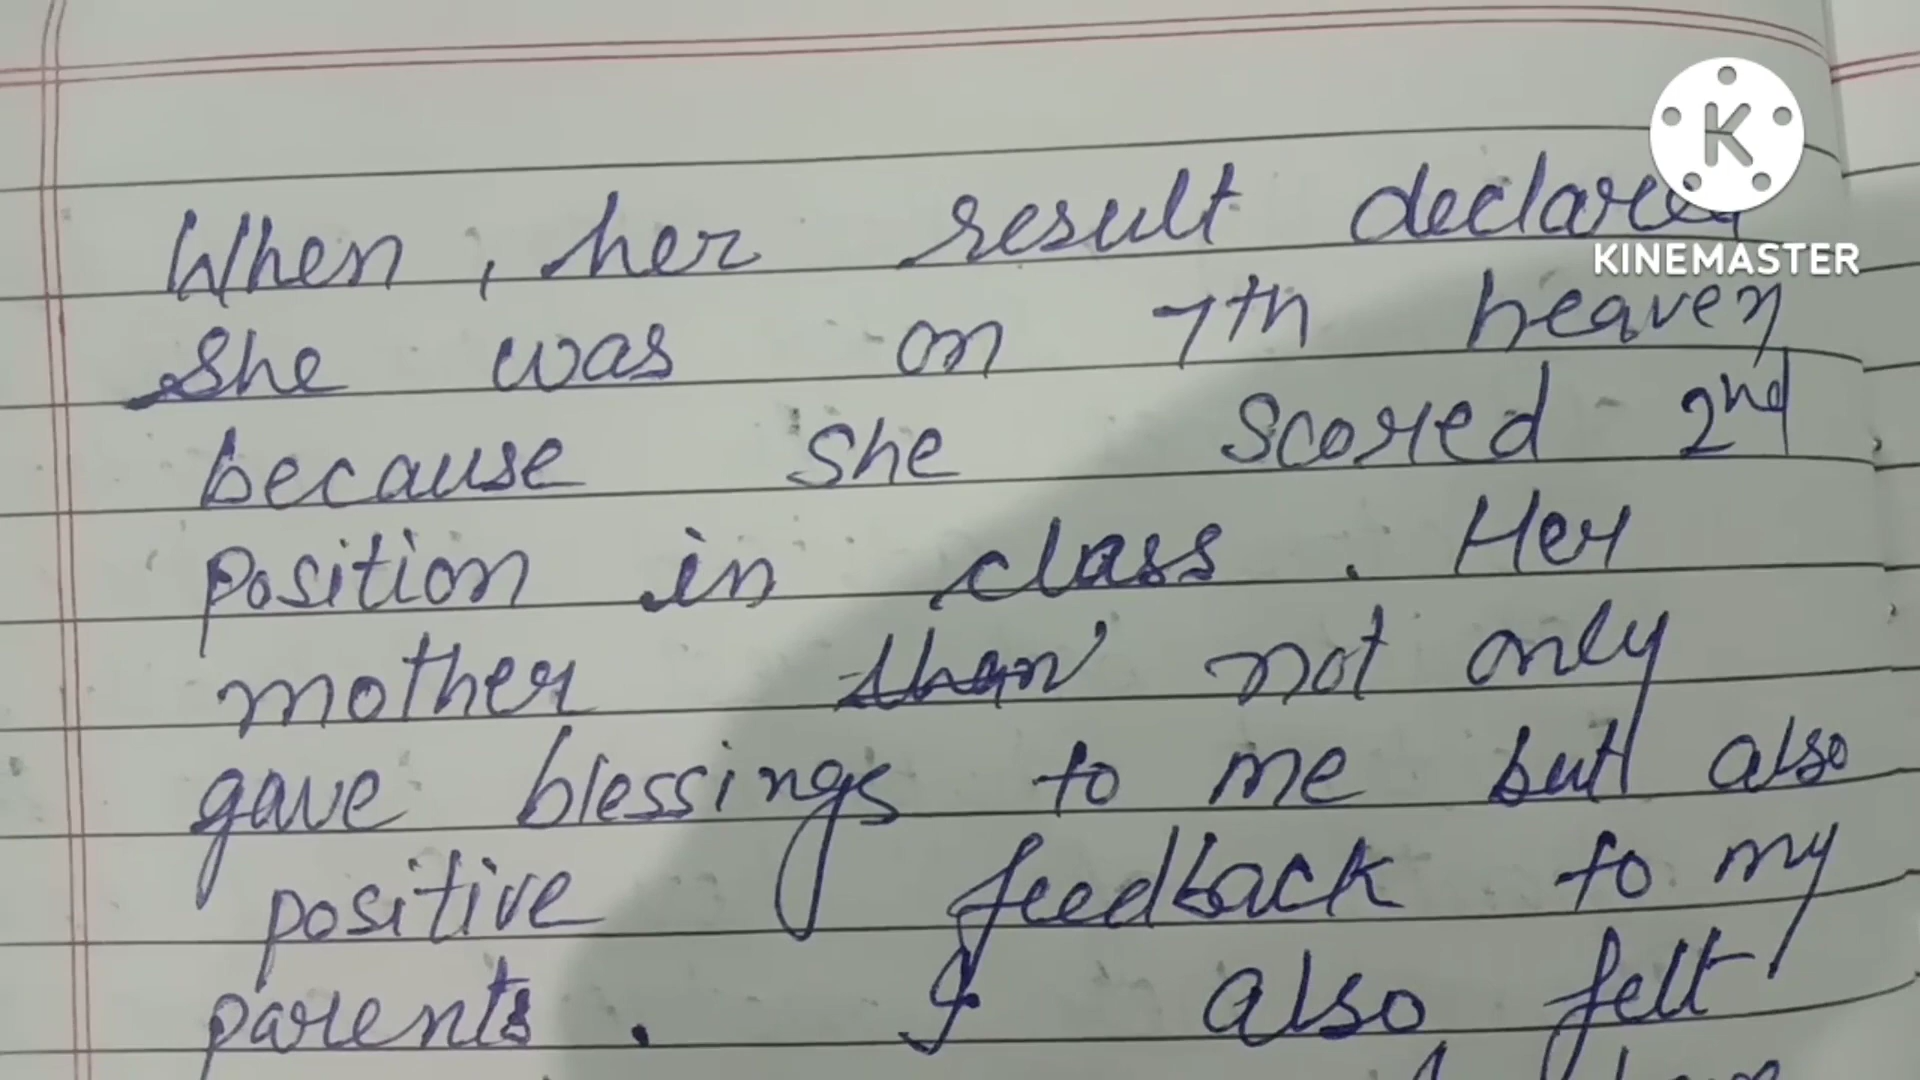 When, her result declared
KINEMASTER
she was on 7th heaven
because she scored 2nd
position in class. Her
mother than not only
gave blessings to me but also
positive feedback to my
parents. I also felt